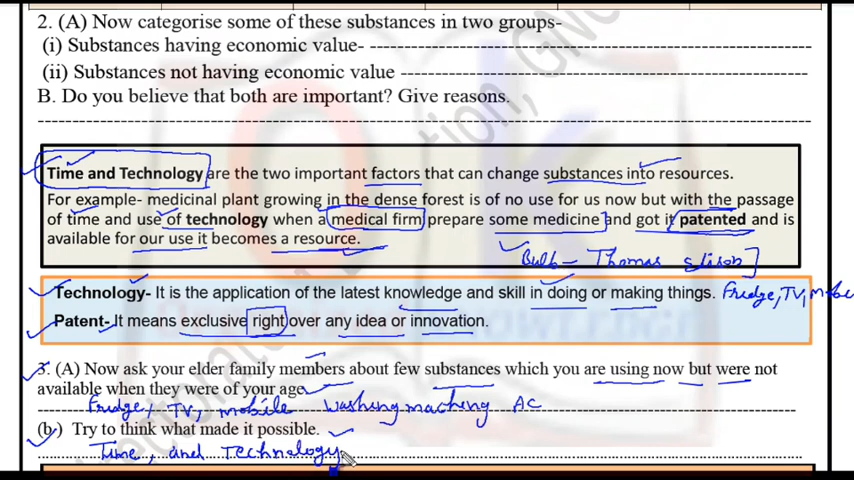 2. (A) Now categorise some of these substances in two groups-
(i) Substances having economic value-
(ii) Substances not having economic value
B. Do you believe that both are important? Give reasons.
Time and Technology are the two important factors that can change substances into resources.
For example- medicinal plant growing in the dense forest is of no use for us now but with the passage
of time and use of technology when a medical firm prepare some medicine and got it patented and is
available for our use it becomes a resource.
Bulb - Thomas
Technology- It is the application of the latest knowledge and skill in doing or making things. Fridge, TV,
Patent- It means exclusive right over any idea or innovation.
3. (A) Now ask your elder family members about few substances which you are using now but were not
available when they were of your age
Fridge, TV, mobile washing maching AC
(b) Try to think what made it possible.
Time, and Technology